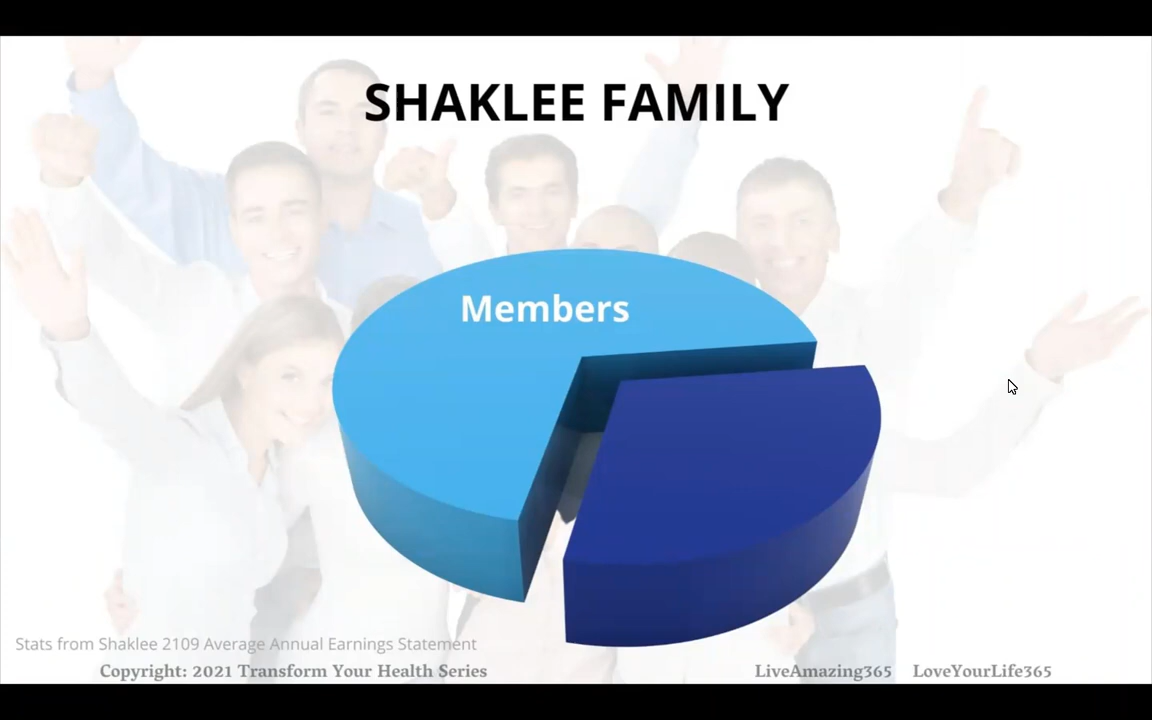 SHAKLEE FAMILY
Members
Stats from Shaklee 2109 Average Annual Earnings Statement
Copyright: 2021 Transform Your Health Series
LiveAmazing365 LoveYourLife365